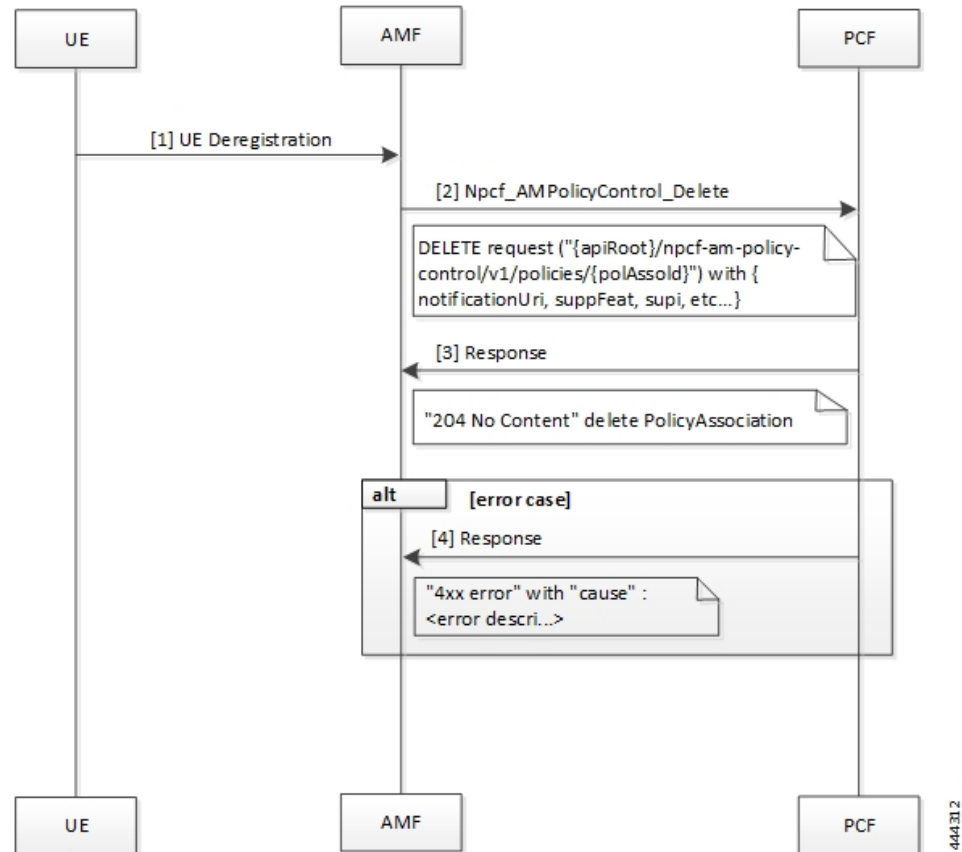 UE
AMF
PCF
[1] UE Deregistration
[2] Npcf_AMPolicyControl_Delete
DELETE request ("{apiRoot}/npcf-am-policy-
control/v1/policies/{polAssoId}") with {
notificationUri, suppFeat, supi, etc...}
[3] Response
"204 No Content" delete PolicyAssociation
alt
[error case]
[4] Response
"4xx error" with "cause" :
<error descri...>
UE
AMF
PCF
444312